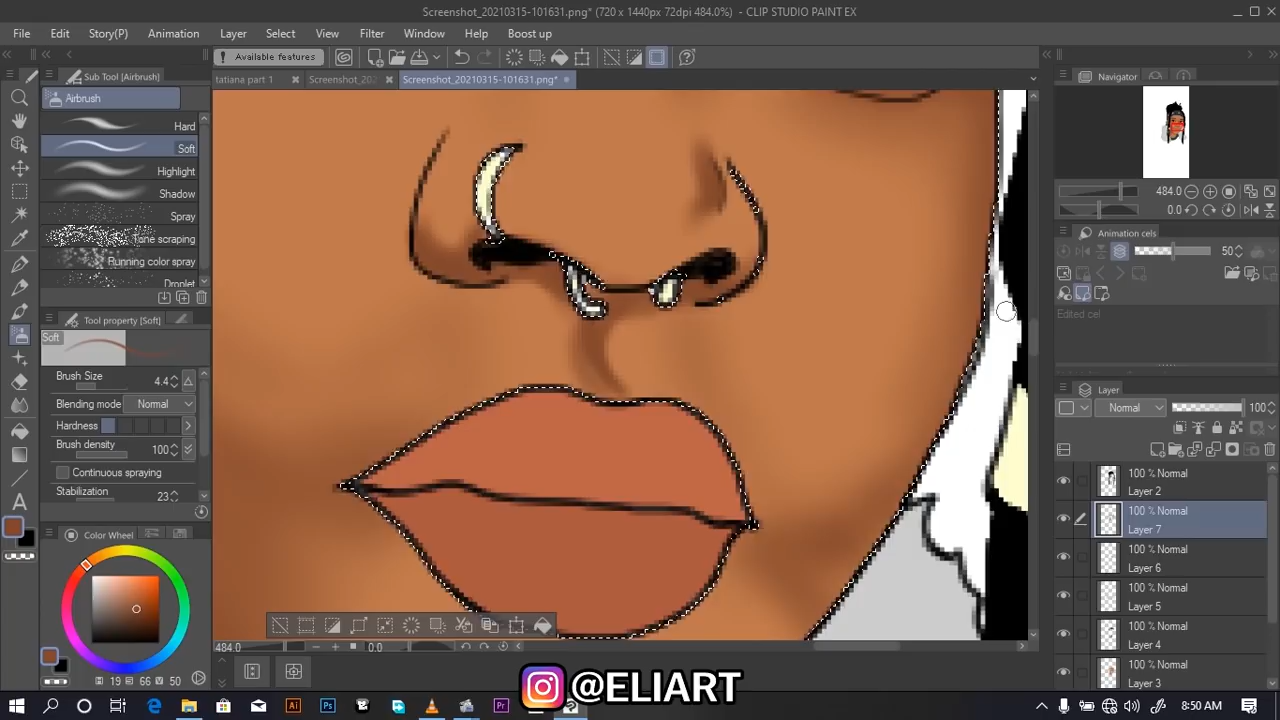 Screenshot_20210315-101631.png* (720 x 1440px 72dpi 484.0%) - CLIP STUDIO PAINT EX
File Edit Story(P) Animation Layer Select View Filter Window Help Boost up
Available features
Sub Tool [Airbrush]
tatiana part 1
Screenshot_202
Screenshot_20210315-101631.png*
Navigator
Airbrush
Hard
Soft
Highlight
Shadow
Spray
Tone scraping
Running color spray
Droplet
484.0
0.0
Animation cels
50
Edited cel
Tool property [Soft]
Soft
Brush Size 4.4
Blending mode Normal
Hardness
Brush density 100
Continuous spraying
Stabilization 23
Layer
Normal 100
100 % Normal
Layer 2
100 % Normal
Layer 7
100 % Normal
Layer 6
100 % Normal
Layer 5
100 % Normal
Layer 4
100 % Normal
Layer 3
Color Wheel
19 66 50
484.0 0.0
@ELIART
8:50 AM